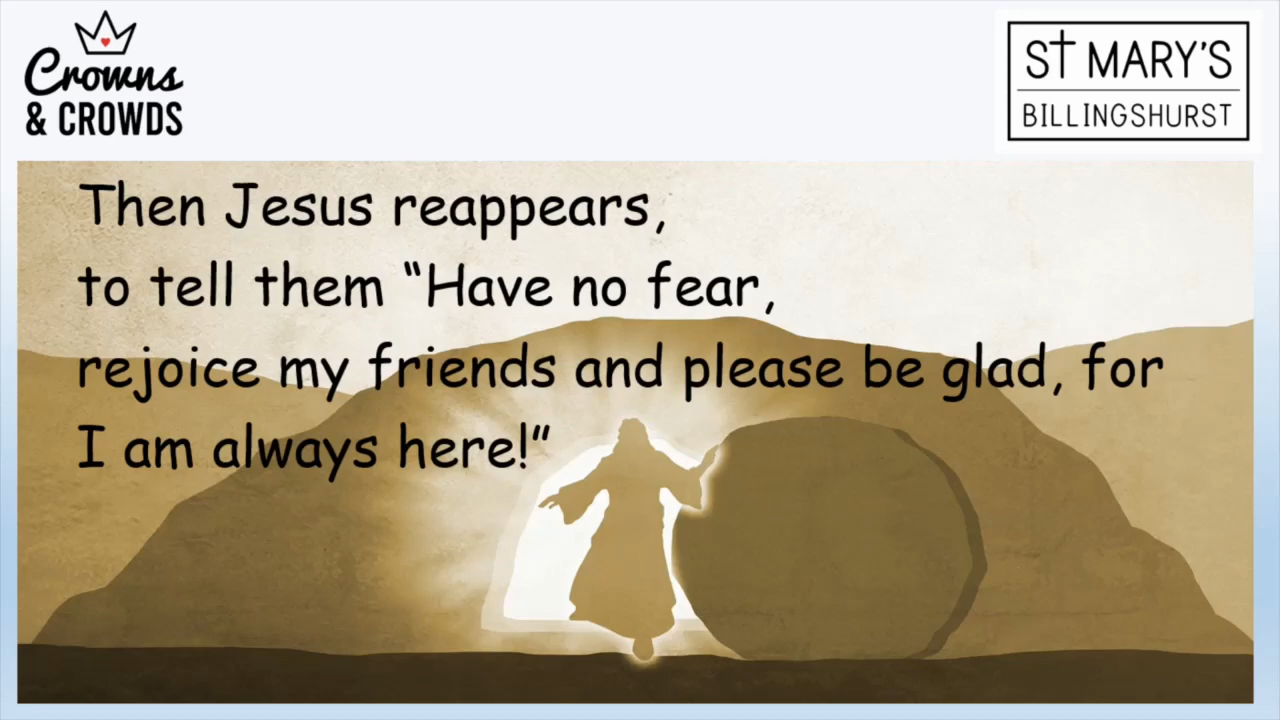 Crowns
& CROWDS
St MARY'S
BILLINGSHURST
Then Jesus reappears,
to tell them “Have no fear,
rejoice my friends and please be glad, for
I am always here!”